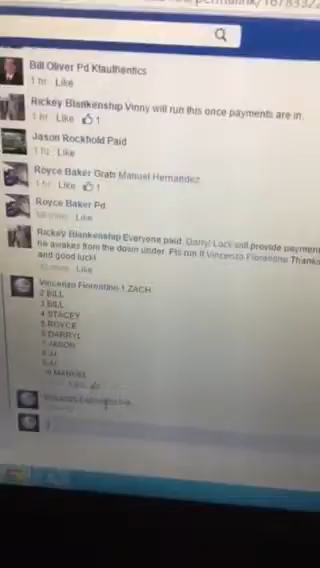 Bill Oliver Pd Ktauthentics
1 hr Like
Rickey Blankenship Vinny will run this once payments are in.
1 hr Like 1
Jason Rockhold Paid
1 hr Like
Royce Baker Grab Manuel Hernandez
1 hr Like 1
Royce Baker Pd
mins Like
Rickey Blankenship Everyone paid. Darryl Lock will provide payment
he awakes from the down under. Pls run it Vincenzo Fiorentino Thanks
and good luck!
mins Like
Vincenzo Fiorentino 1 ZACH
2 BILL
3 BILL
4 STACEY
5 ROYCE
6 DARRYL
7 JASON
10 MANUEL